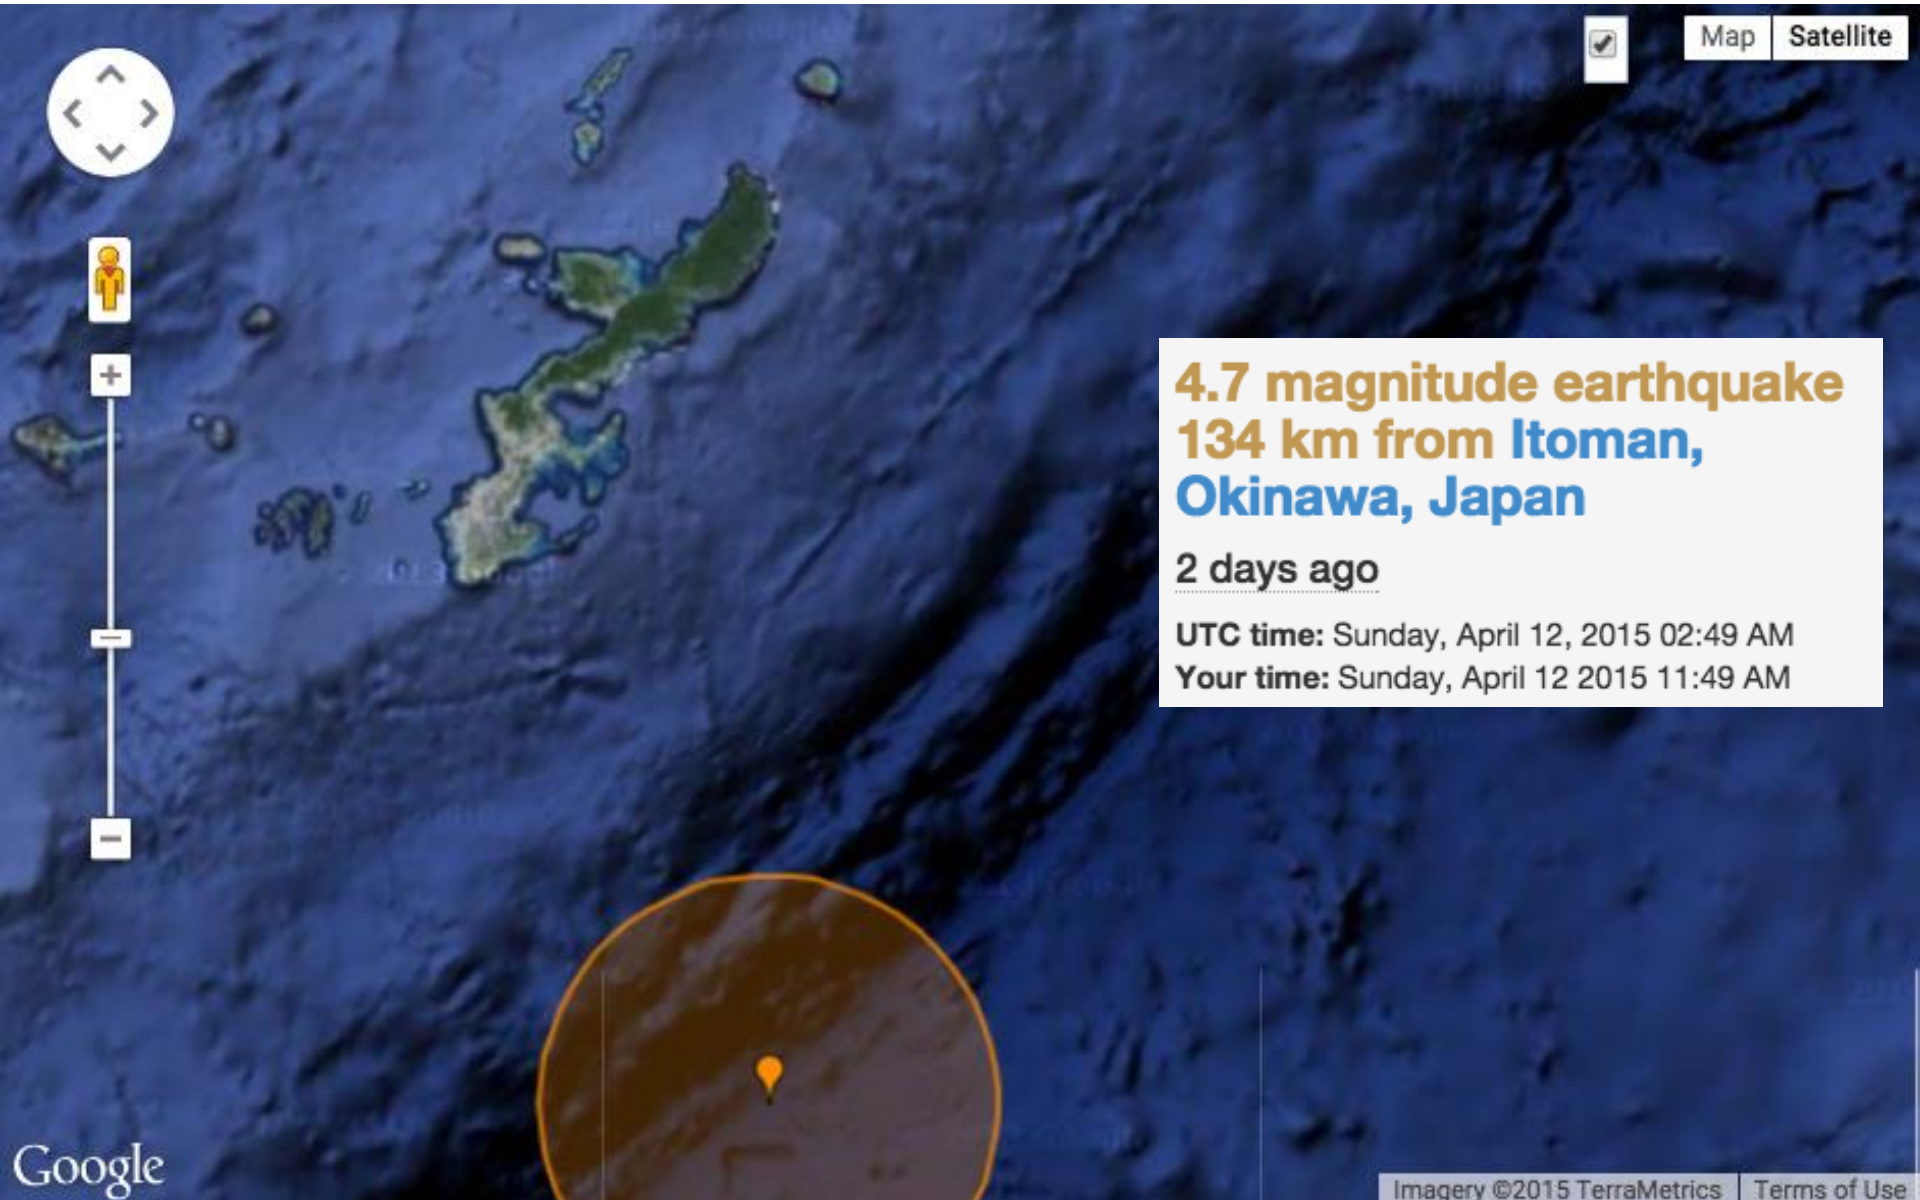 Map
Satellite
4.7 magnitude earthquake
134 km from Itoman,
Okinawa, Japan
2 days ago
UTC time: Sunday, April 12, 2015 02:49 AM
Your time: Sunday, April 12 2015 11:49 AM
Google
Imagery ©2015 TerraMetrics
Terms of Use